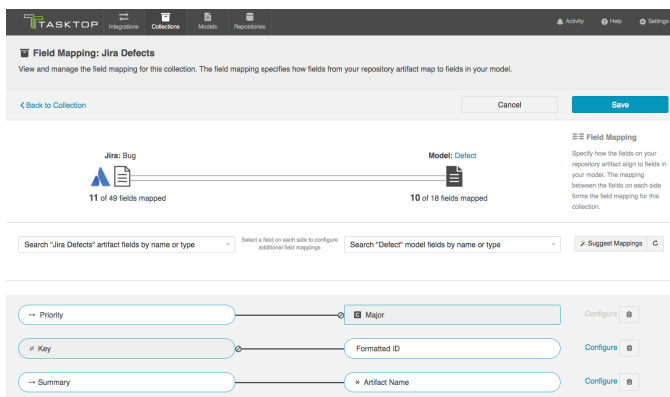 TASKTOP
Integrations
Collections
Models
Repositories
Activity
Help
Settings
Field Mapping: Jira Defects
View and manage the field mapping for this collection. The field mapping specifies how fields from your repository artifact map to fields in your model.
Back to Collection
Cancel
Save
Jira: Bug
11 of 49 fields mapped
Model: Defect
10 of 18 fields mapped
Field Mapping
Specify how the fields on your
repository artifact align to fields in
your model. The mapping
between the fields on each side
forms the field mapping for this
collection.
Search "Jira Defects" artifact fields by name or type
Select a field on each side to configure
additional field mappings
Search "Defect" model fields by name or type
Suggest Mappings
Priority
C Major
Configure
Key
Formatted ID
Configure
Summary
Artifact Name
Configure